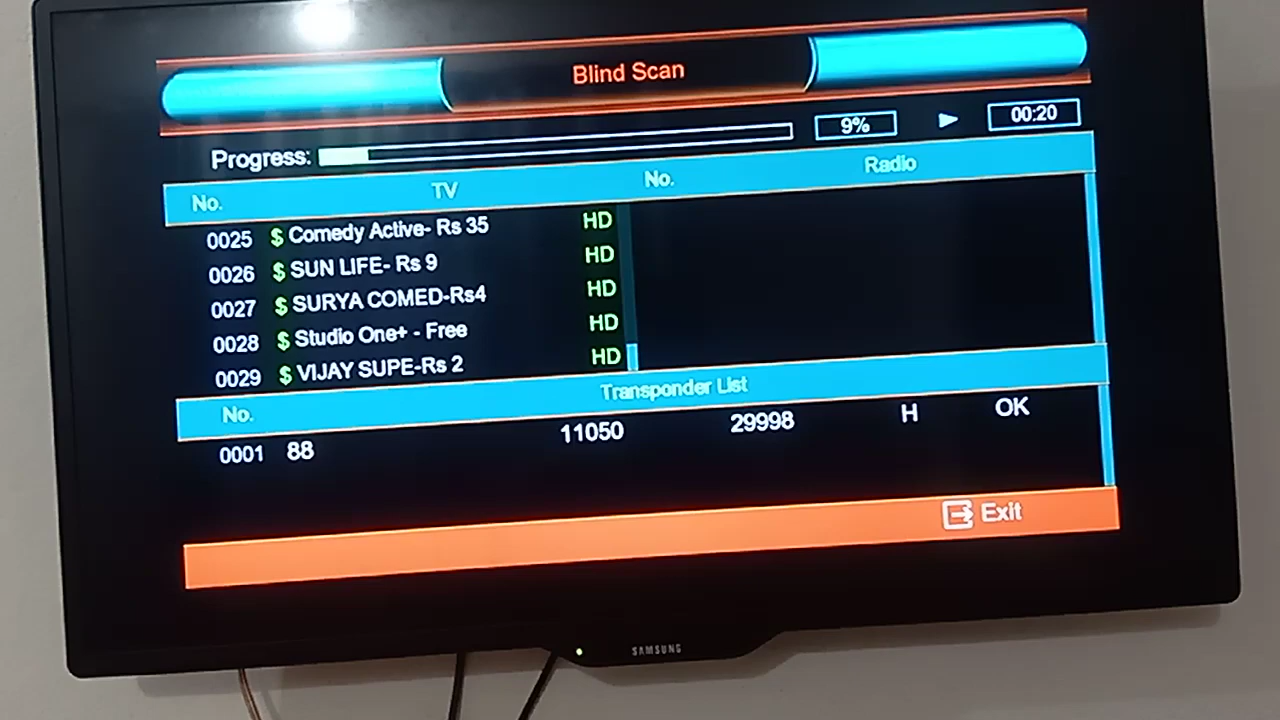 Blind Scan
Progress: 9% 00:20
No. TV No. Radio
0025 $ Comedy Active- Rs 35 HD
0026 $ SUN LIFE- Rs 9 HD
0027 $ SURYA COMED-Rs4 HD
0028 $ Studio One+ - Free HD
0029 $ VIJAY SUPE-Rs 2 HD
No. Transponder List
0001 88 11050 29998 H OK
Exit
SAMSUNG